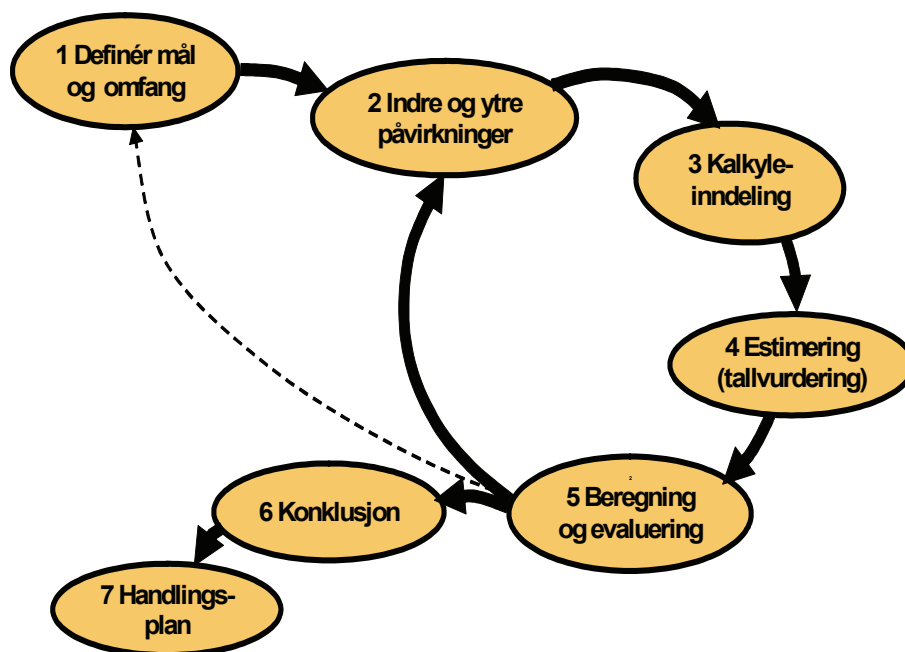 1 Definér mål
og omfang
2 Indre og ytre
påvirkninger
3 Kalkyle-
inndeling
4 Estimering
(tallvurdering)
2
5 Beregning
og evaluering
6 Konklusjon
7 Handlings-
plan